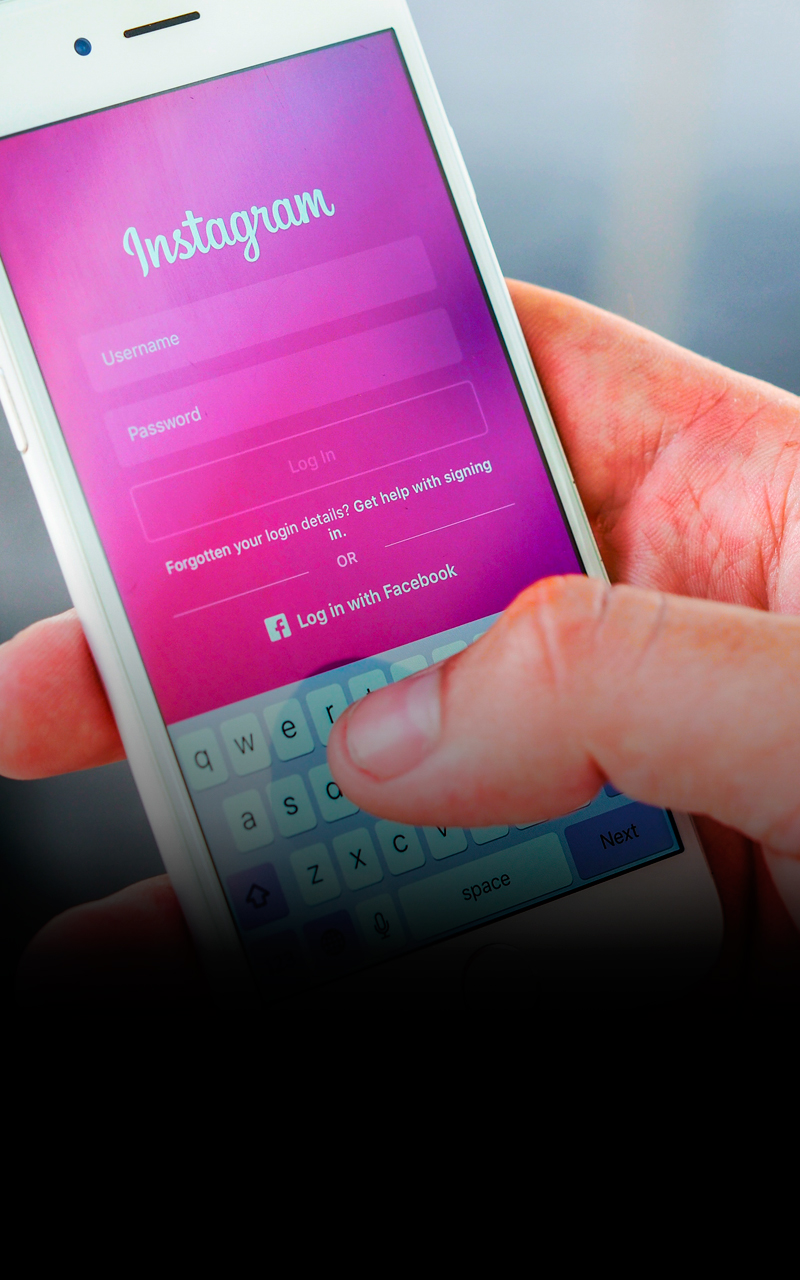 Instagram
Username
Password
Log In
Forgotten your login details? Get help with signing
in.
OR
Log in with Facebook
q w e r
a s d
z x c v
space Next